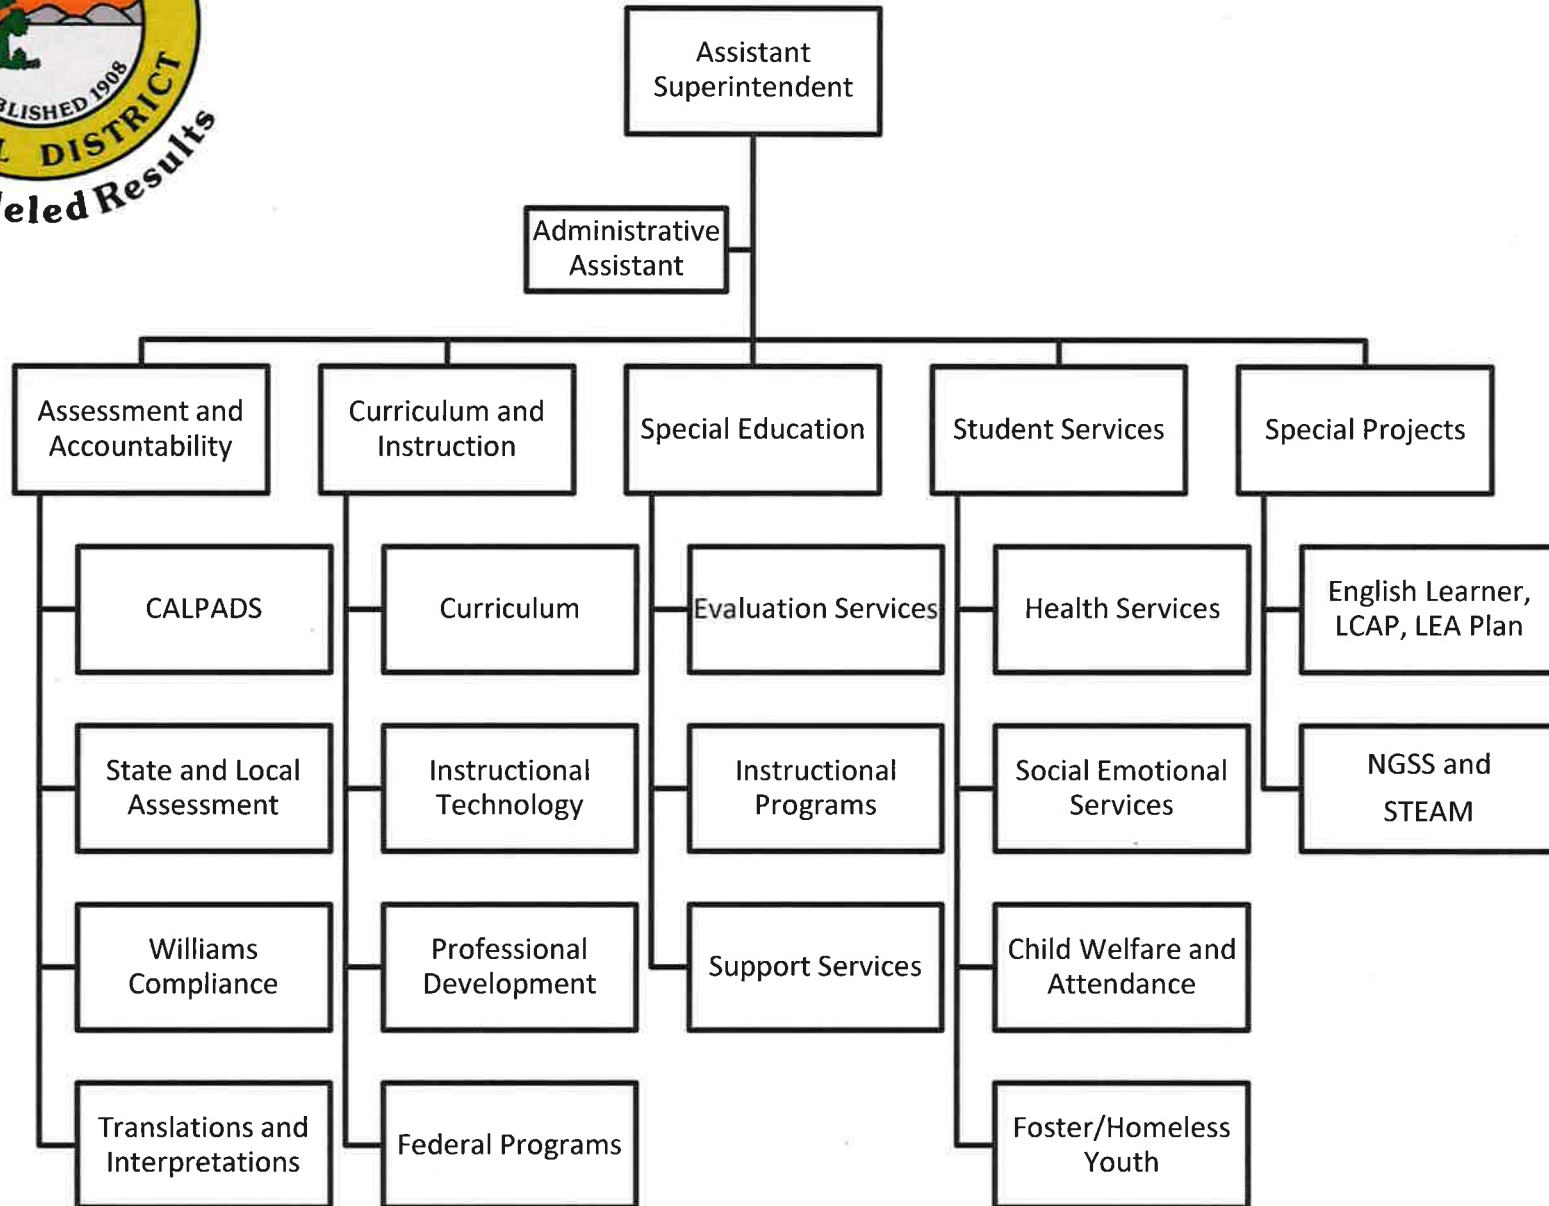 ESTABLISHED 1908
DISTRICT
Results
Assistant
Superintendent
Administrative
Assistant
Assessment and
Accountability
Curriculum and
Instruction
Special Education
Student Services
Special Projects
CALPADS
Curriculum
Evaluation Services
Health Services
English Learner,
LCAP, LEA Plan
State and Local
Assessment
Instructional
Technology
Instructional
Programs
Social Emotional
Services
NGSS and
STEAM
Williams
Compliance
Professional
Development
Support Services
Child Welfare and
Attendance
Translations and
Interpretations
Federal Programs
Foster/Homeless
Youth